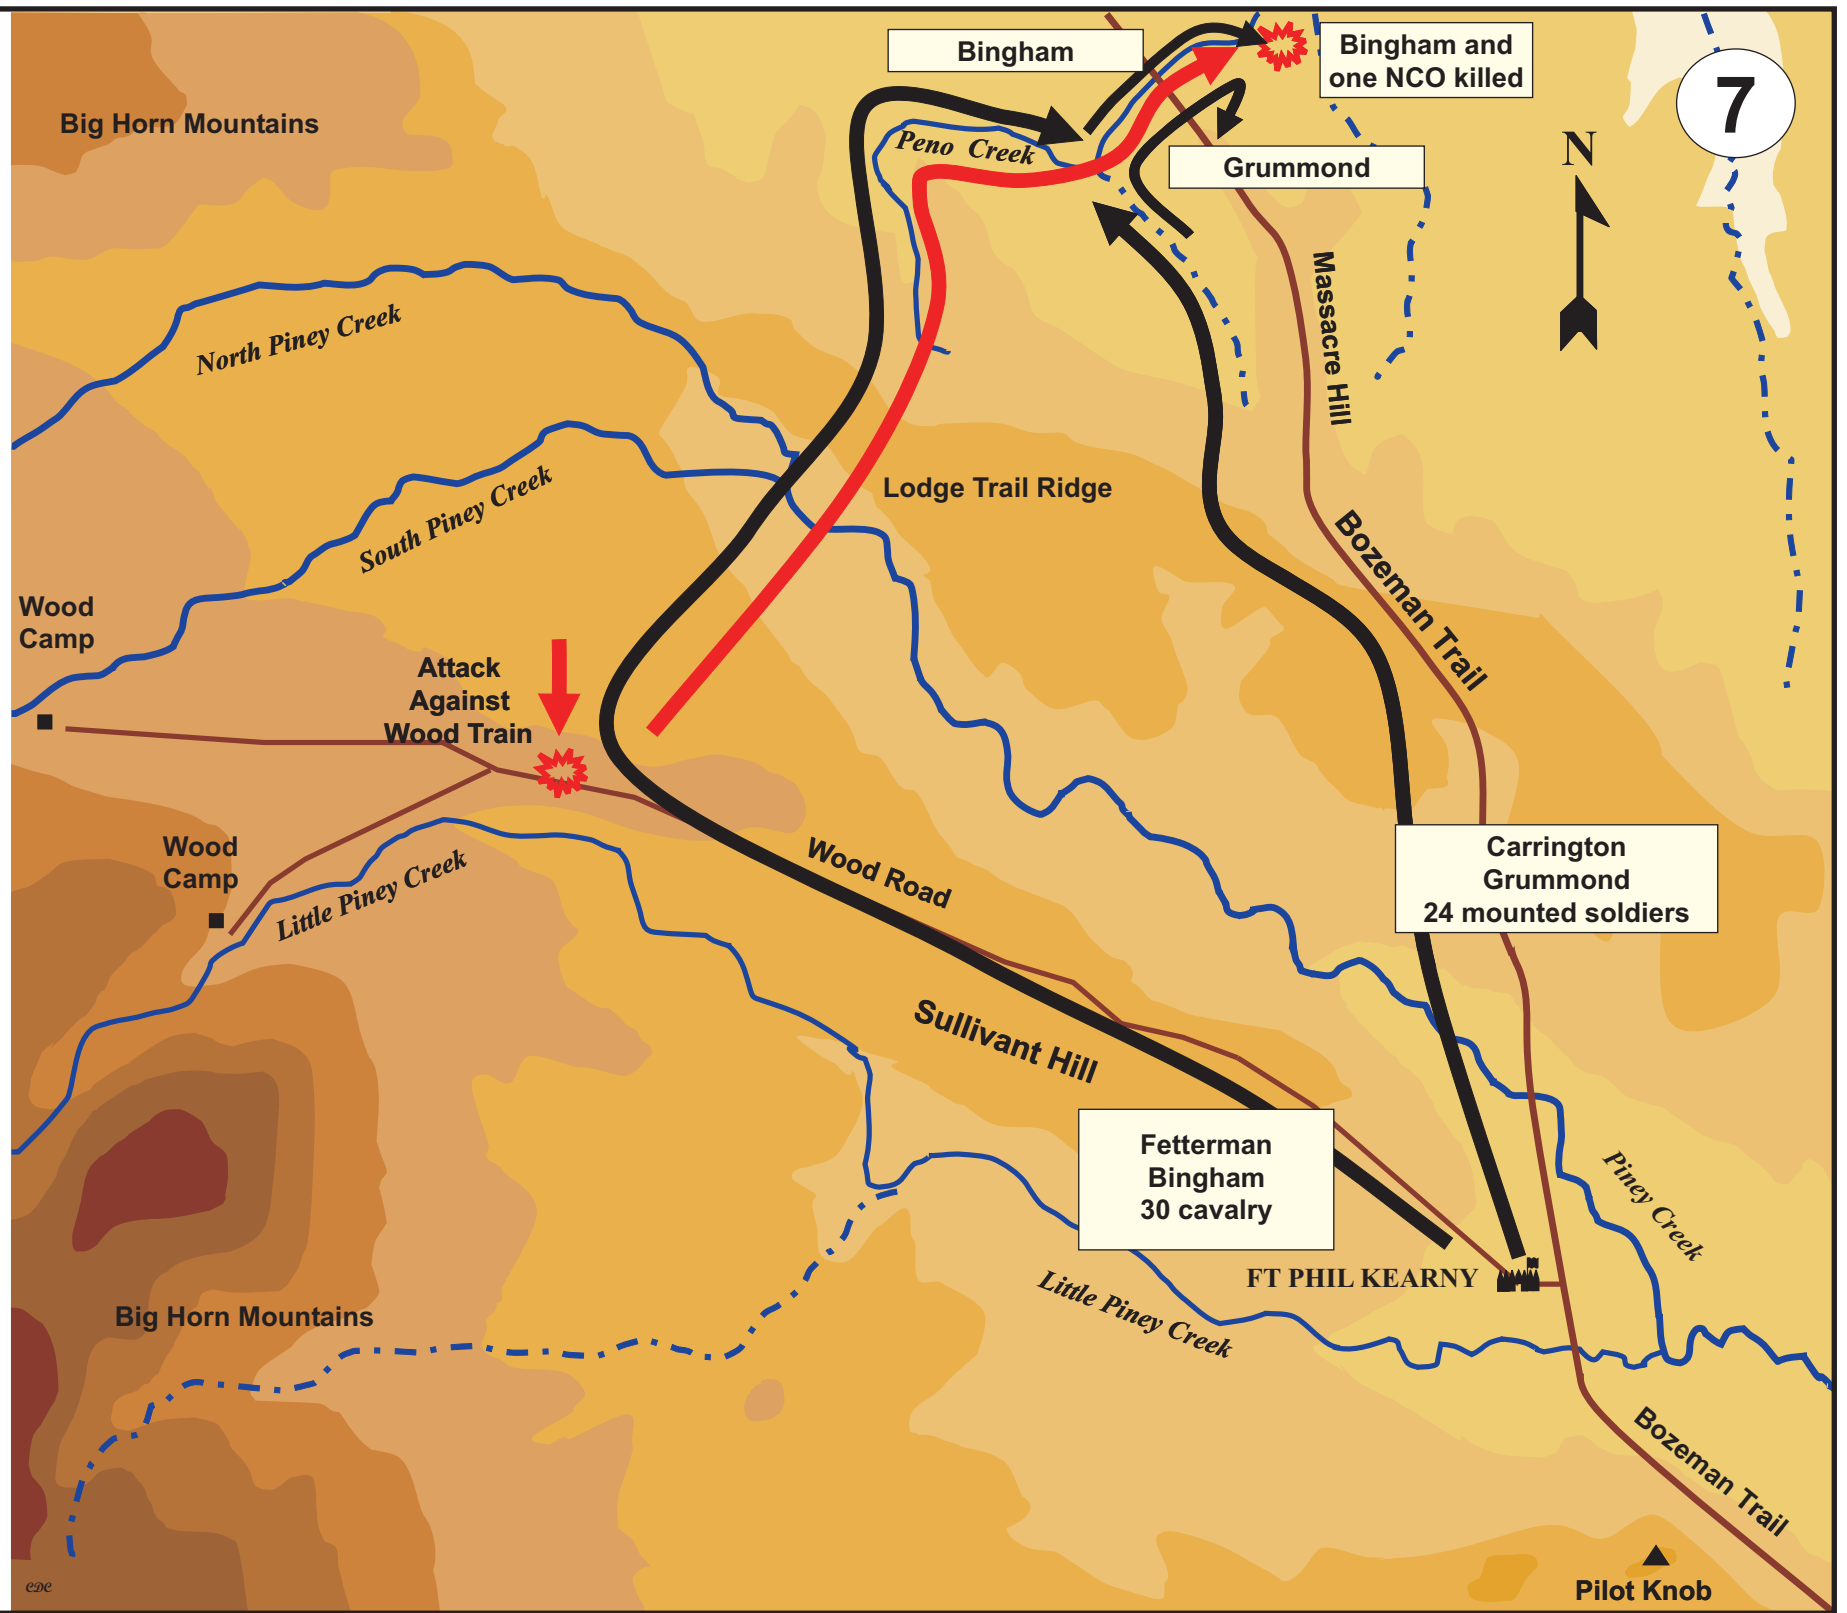 Bingham
Bingham and
one NCO killed
7
Big Horn Mountains
Peno Creek
N
Grummond
North Piney Creek
Massacre Hill
South Piney Creek
Lodge Trail Ridge
Bozeman Trail
Wood
Camp
Attack
Against
Wood Train
Wood
Camp
Little Piney Creek
Wood Road
Carrington
Grummond
24 mounted soldiers
Sullivant Hill
Fetterman
Bingham
30 cavalry
Piney Creek
FT PHIL KEARNY
Little Piney Creek
Big Horn Mountains
Bozeman Trail
Pilot Knob
CDC